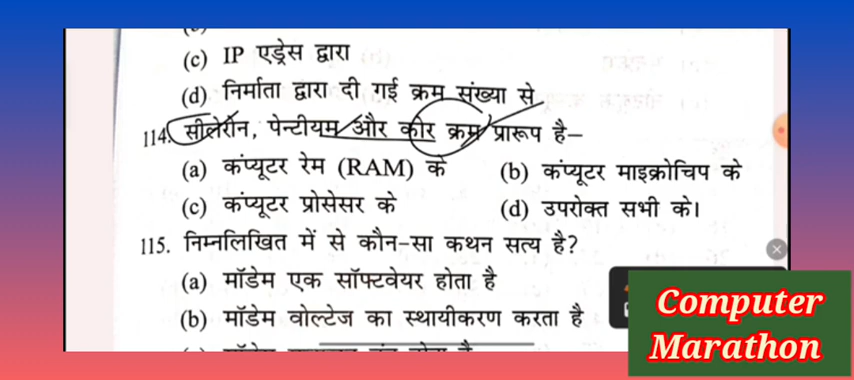 (c) IP एड्रेस द्वारा
(d) निर्माता द्वारा दी गई क्रम संख्या से
114. सीलेरौन, पेन्टीयम और कोर क्रम प्रारूप है–
(a) कंप्यूटर रेम (RAM) के (b) कंप्यूटर माइक्रोचिप के
(c) कंप्यूटर प्रोसेसर के (d) उपरोक्त सभी के।
115. निम्नलिखित में से कौन-सा कथन सत्य है?
(a) मॉडेम एक सॉफ्टवेयर होता है
(b) मॉडेम वोल्टेज का स्थायीकरण करता है
Computer
Marathon